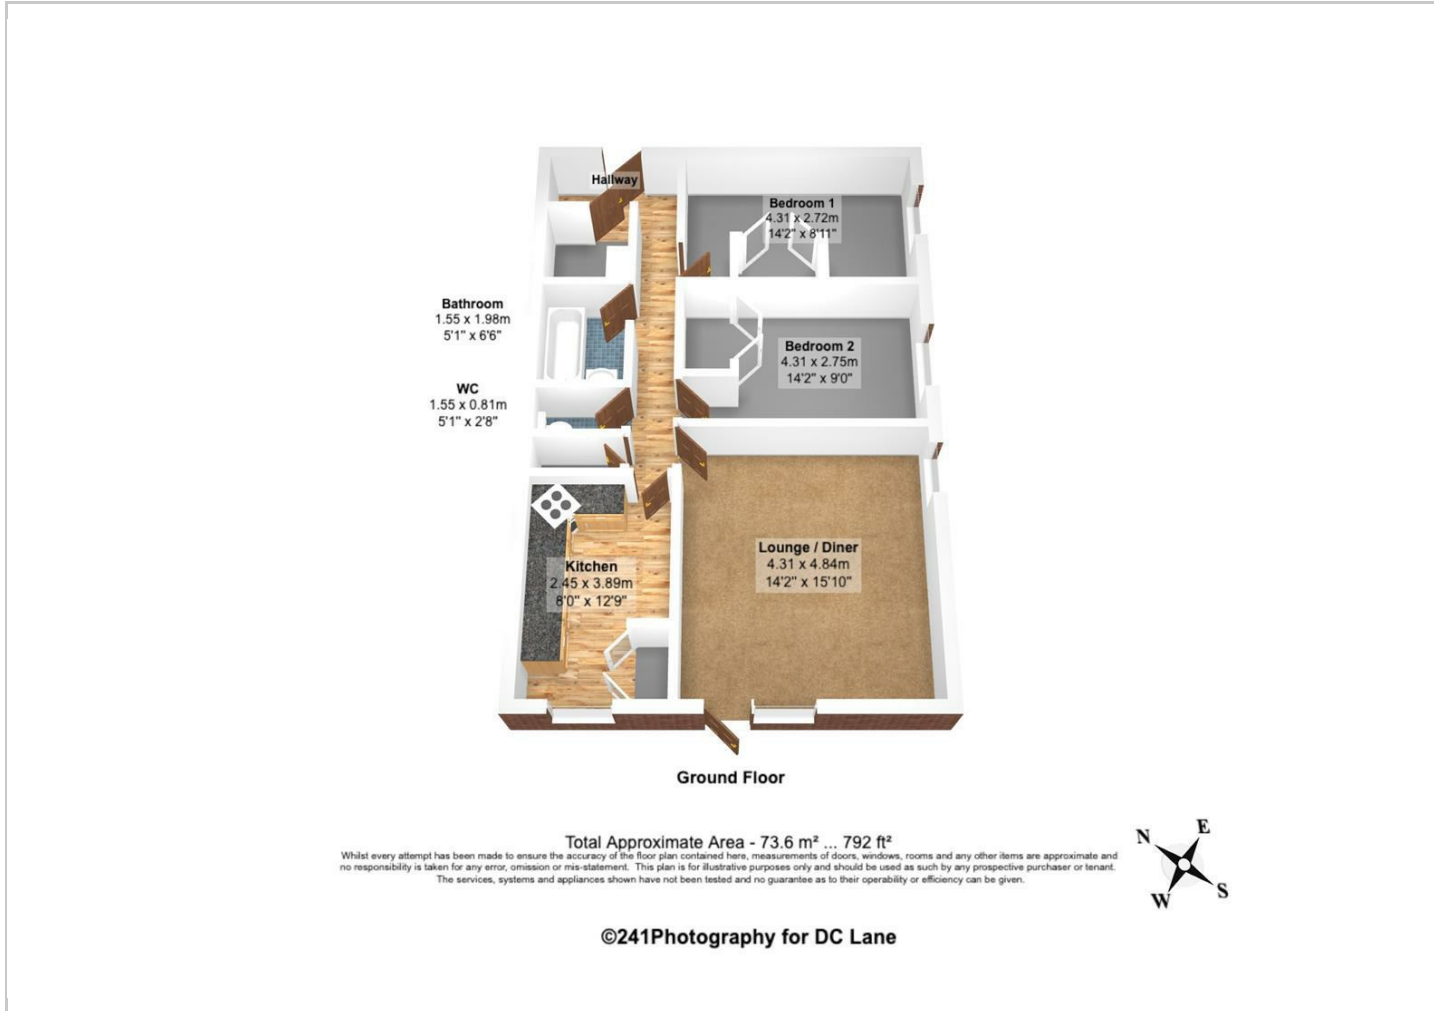 Hallway
Bedroom 1
4.31 x 2.72m
14'2" x 8'11"
Bathroom
1.55 x 1.98m
5'1" x 6'6"
Bedroom 2
4.31 x 2.75m
14'2" x 9'0"
WC
1.55 x 0.81m
5'1" x 2'8"
Lounge / Diner
4.31 x 4.84m
14'2" x 15'10"
Kitchen
2.45 x 3.89m
8'0" x 12'9"
Ground Floor
Total Approximate Area - 73.6 m² ... 792 ft²
Whilst every attempt has been made to ensure the accuracy of the floor plan contained here, measurements of doors, windows, rooms and any other items are approximate and
no responsibility is taken for any error, omission or mis-statement. This plan is for illustrative purposes only and should be used as such by any prospective purchaser or tenant.
The services, systems and appliances shown have not been tested and no guarantee as to their operability or efficiency can be given.
N
E
W
S
©241Photography for DC Lane